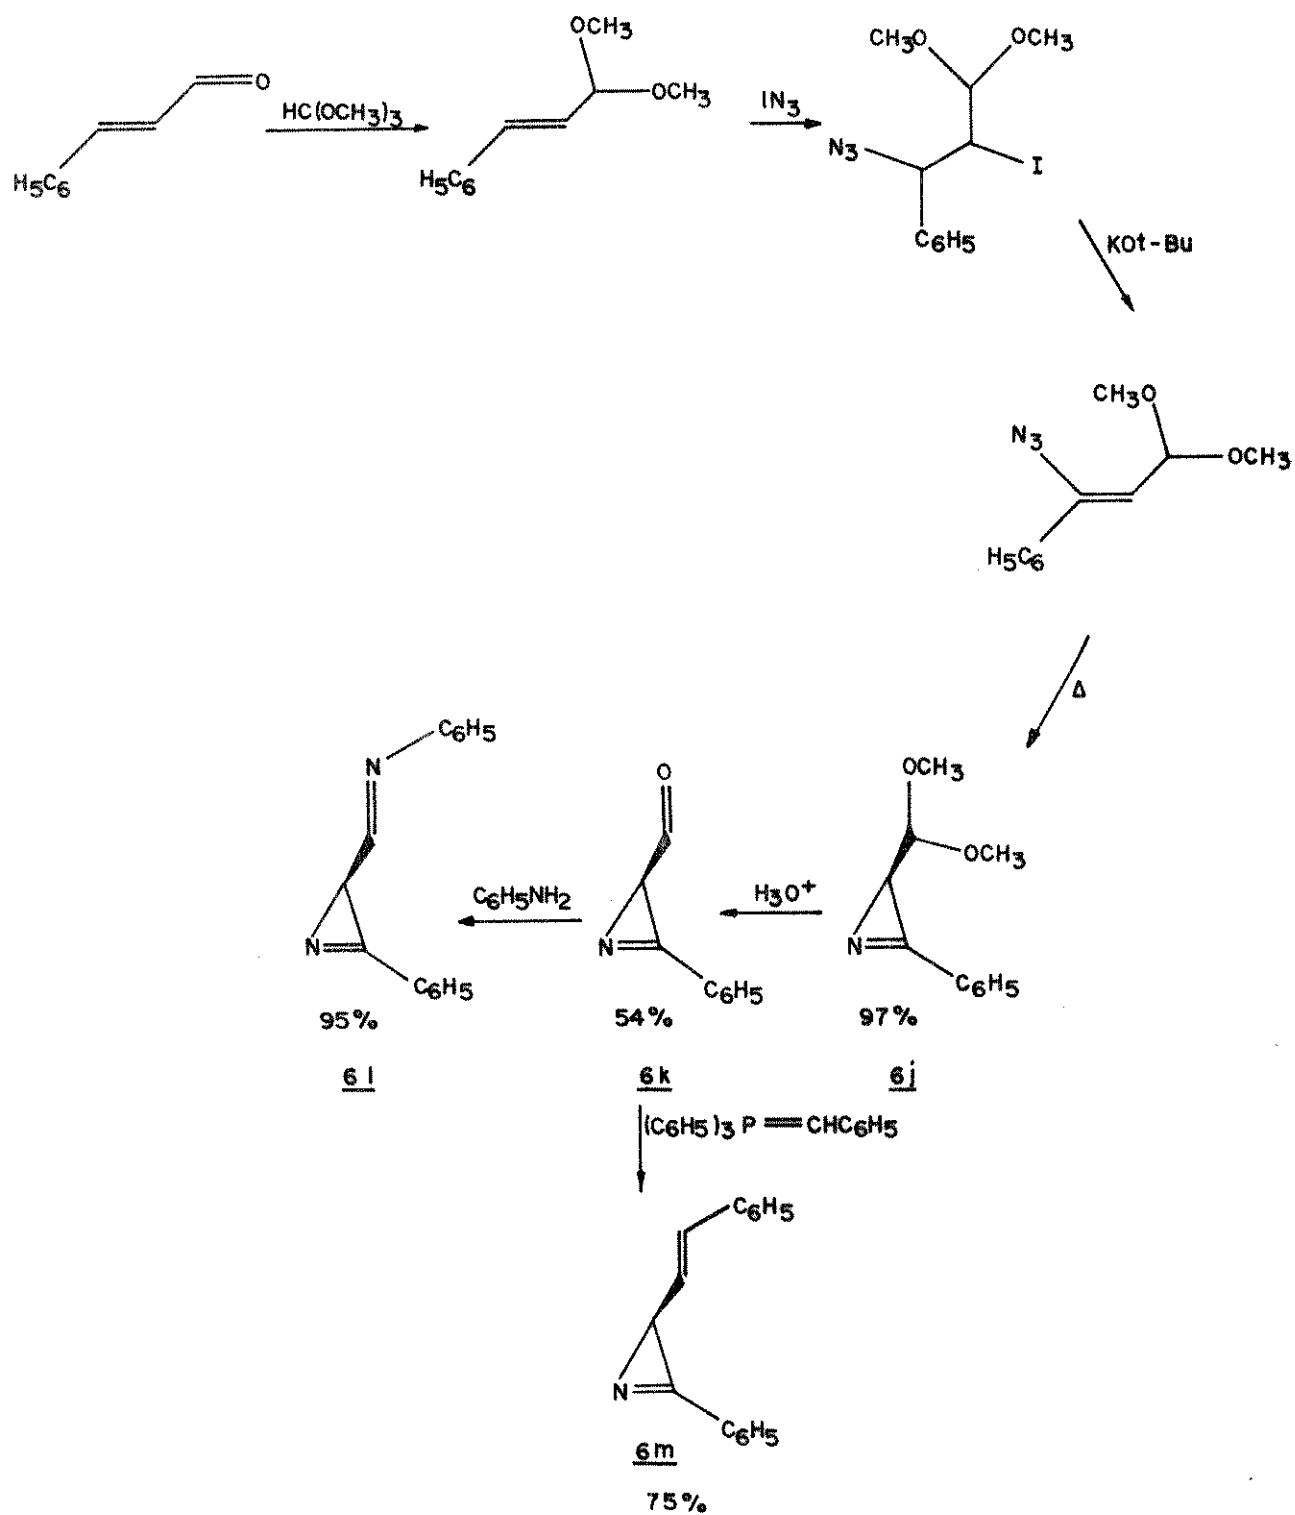 OCH3
CH3O OCH3
O HC(OCH3)3 OCH3 IN3
N3 I
H5C6 H5C6
C6H5 KOt-Bu
CH3O
N3 OCH3
H5C6
Δ
C6H5
N O OCH3
OCH3
C6H5NH2 H3O+
N N N
C6H5 C6H5 C6H5
95% 54% 97%
6l 6k 6j
(C6H5)3 P CHC6H5
C6H5
N
C6H5
6m
75%